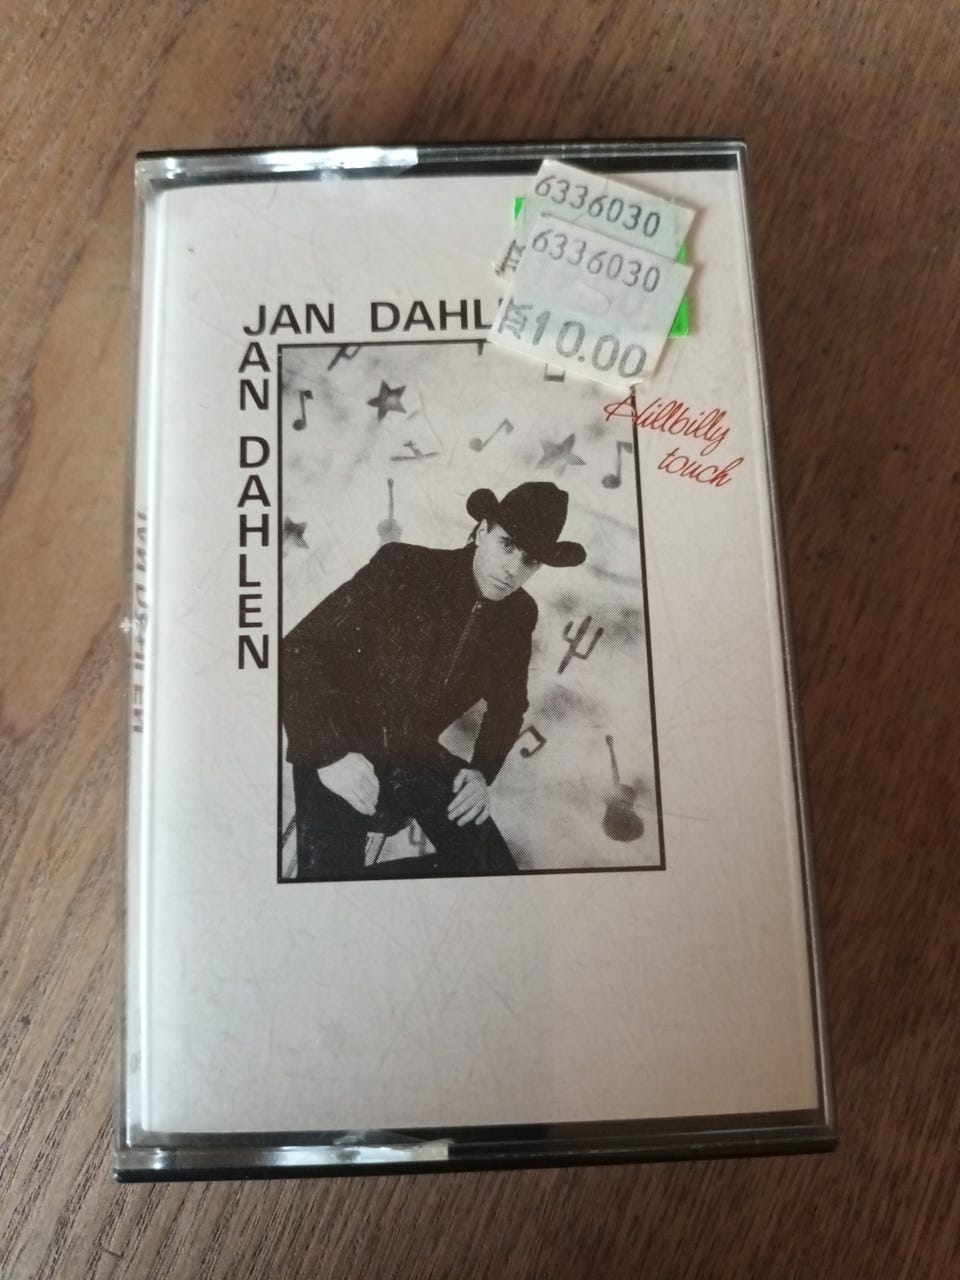 6336030
6336030
10.00
JAN DAHL
JAN DAHLEN
Hillbilly
touch